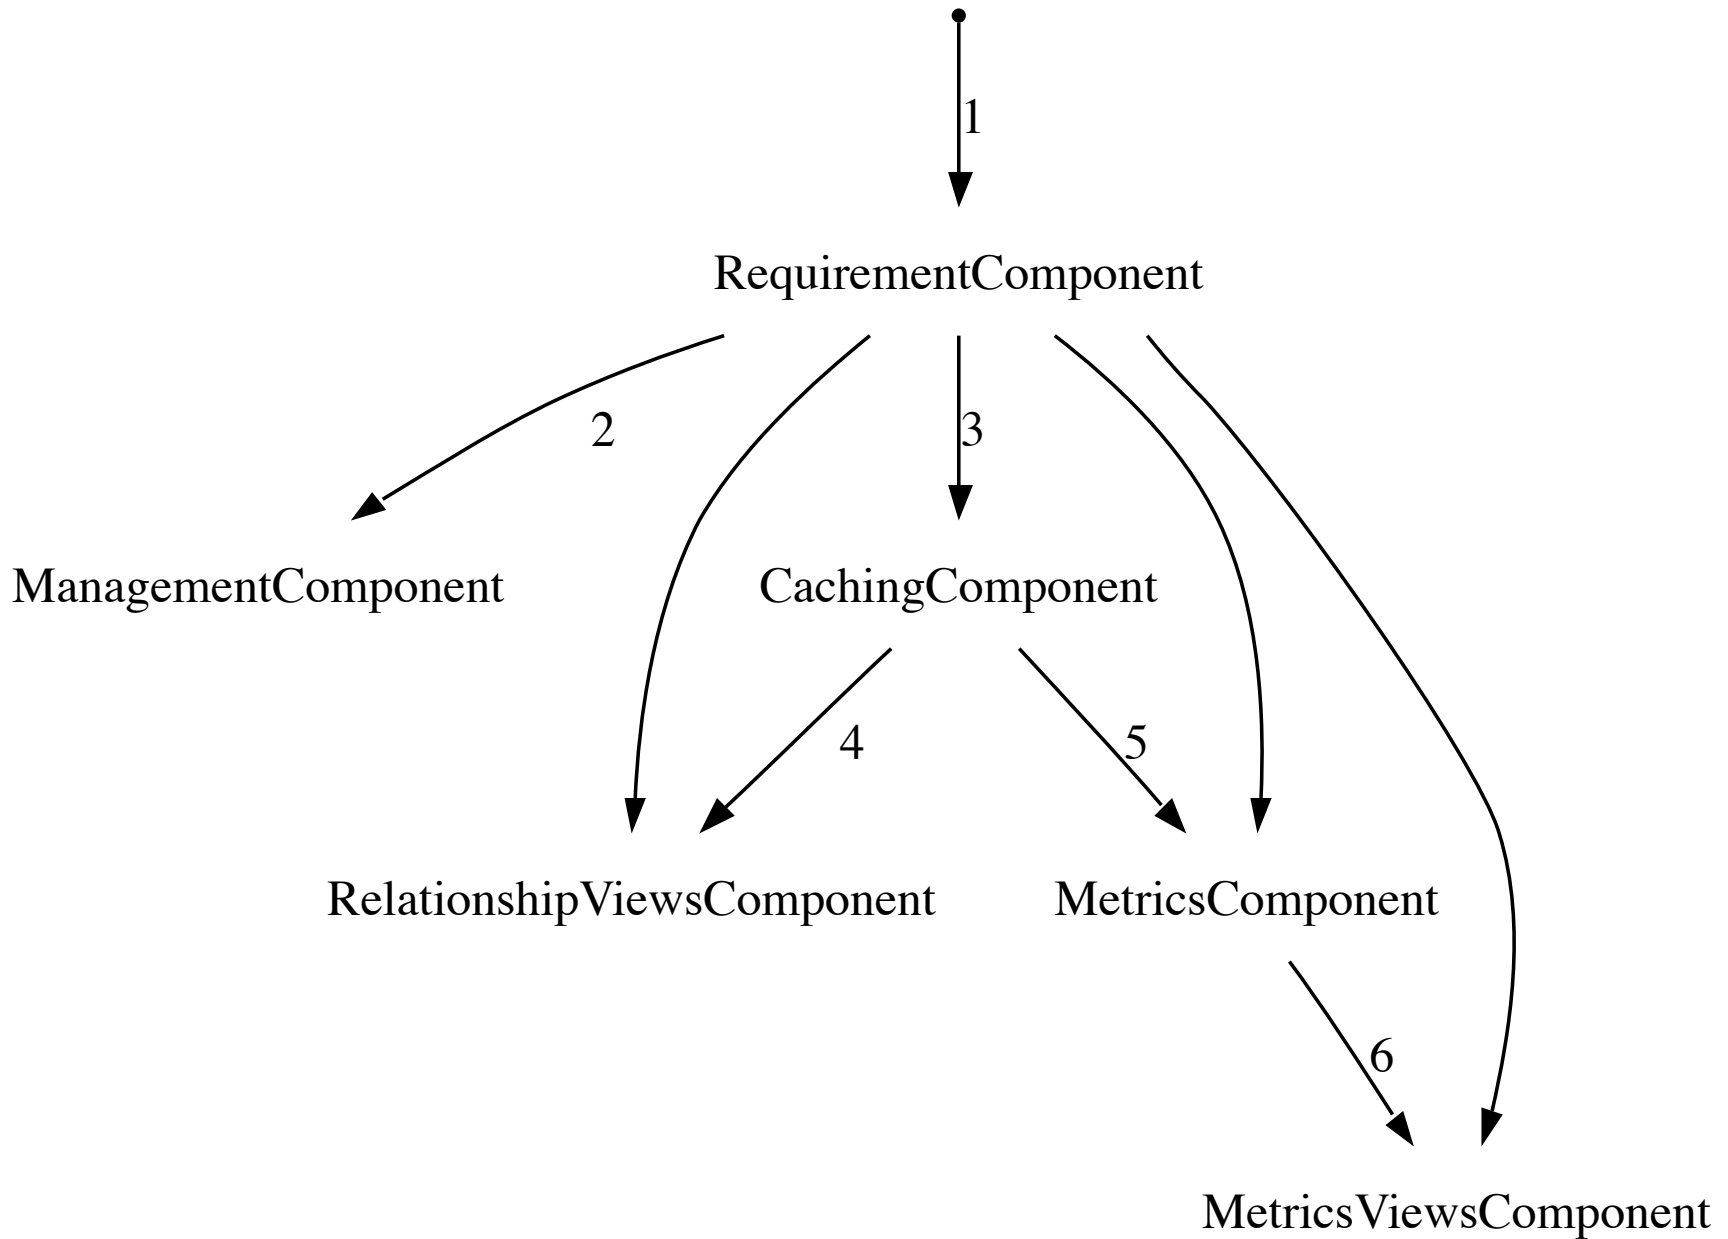 1
RequirementComponent
2
3
ManagementComponent
CachingComponent
4
5
RelationshipViewsComponent
MetricsComponent
6
MetricsViewsComponent